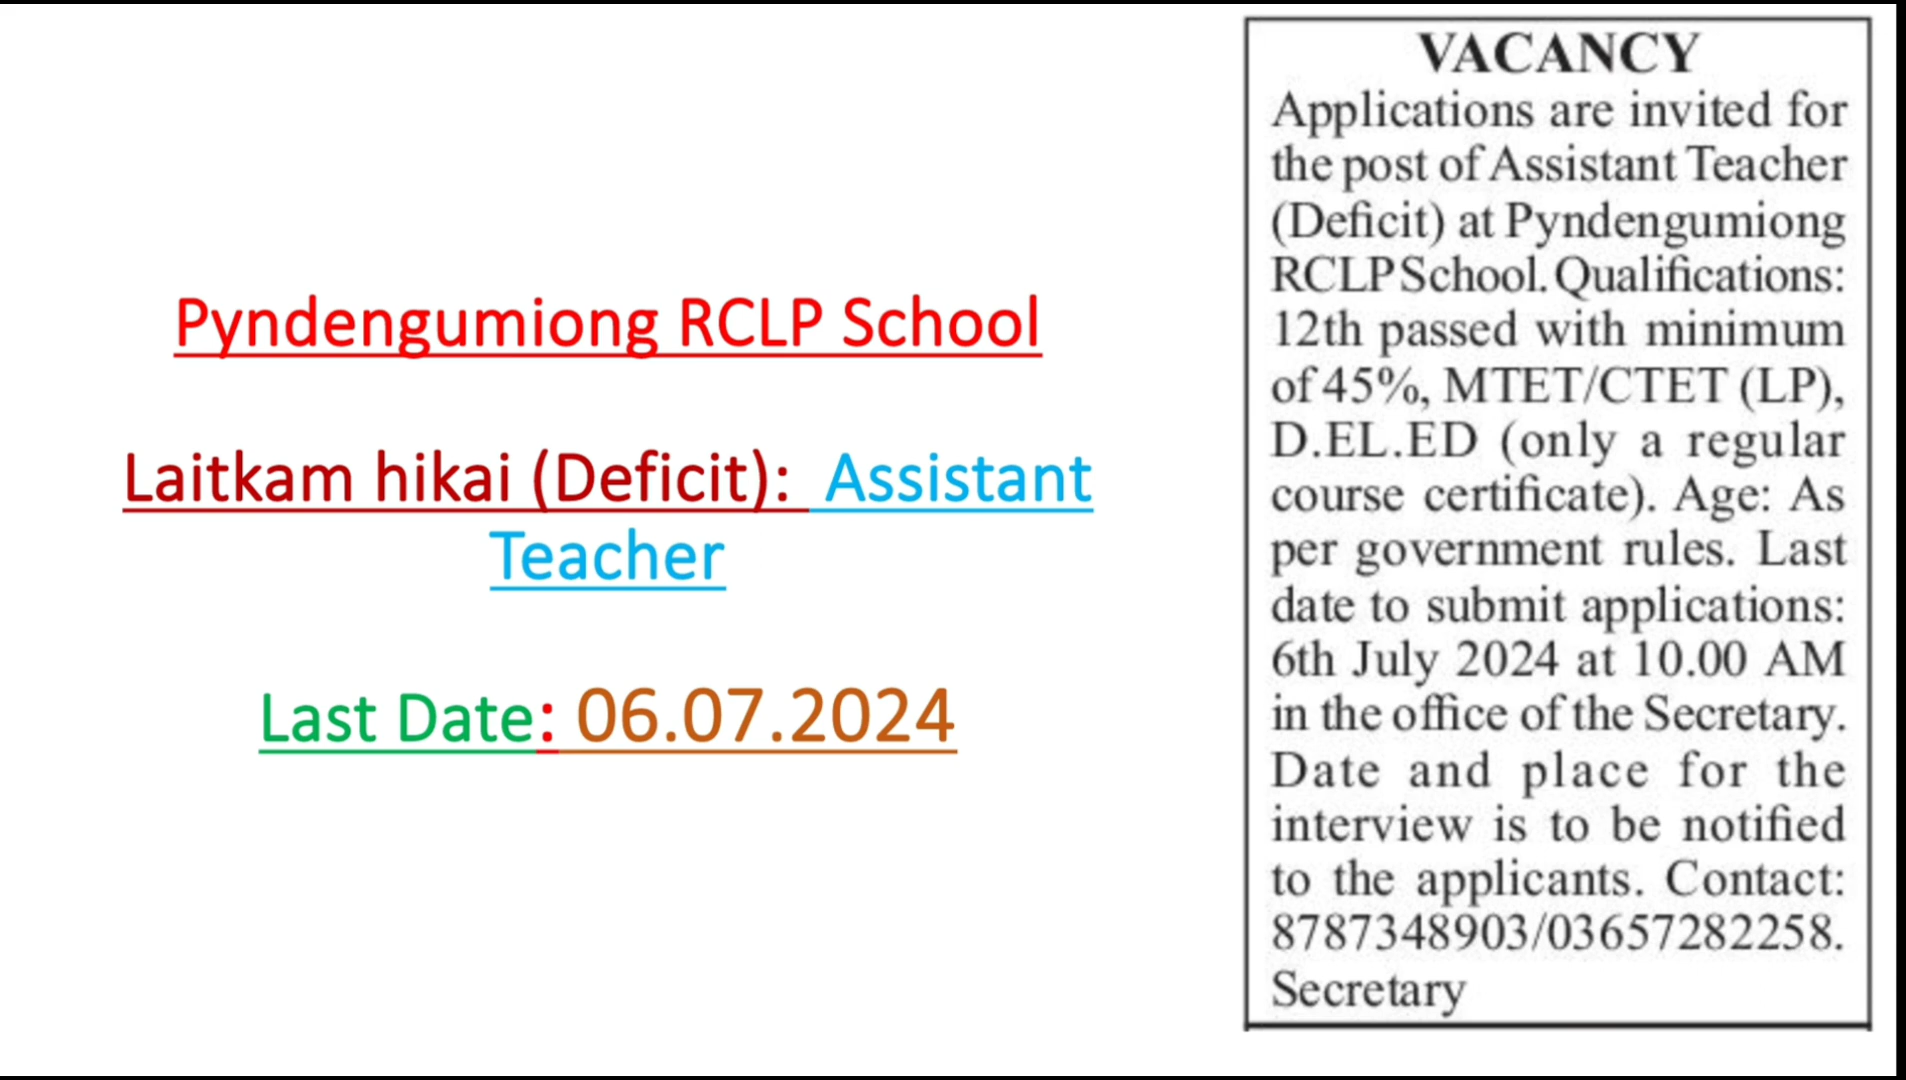 Pyndengumiong RCLP School
Laitkam hikai (Deficit): Assistant
Teacher
Last Date: 06.07.2024
VACANCY
Applications are invited for
the post of Assistant Teacher
(Deficit) at Pyndengumiong
RCLP School. Qualifications:
12th passed with minimum
of 45%, MTET/CTET (LP),
D.EL.ED (only a regular
course certificate). Age: As
per government rules. Last
date to submit applications:
6th July 2024 at 10.00 AM
in the office of the Secretary.
Date and place for the
interview is to be notified
to the applicants. Contact:
8787348903/03657282258.
Secretary